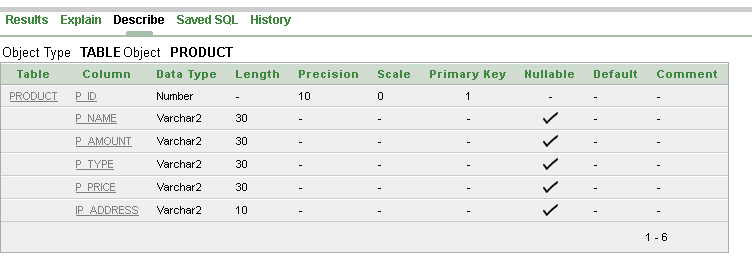 Results Explain Describe Saved SQL History
Object Type TABLE Object PRODUCT
Table Column Data Type Length Precision Scale Primary Key Nullable Default Comment
PRODUCT P_ID Number - 10 0 1 - - -
P_NAME Varchar2 30 - - - - -
P_AMOUNT Varchar2 30 - - - - -
P_TYPE Varchar2 30 - - - - -
P_PRICE Varchar2 30 - - - - -
IP_ADDRESS Varchar2 10 - - - - -
1 - 6